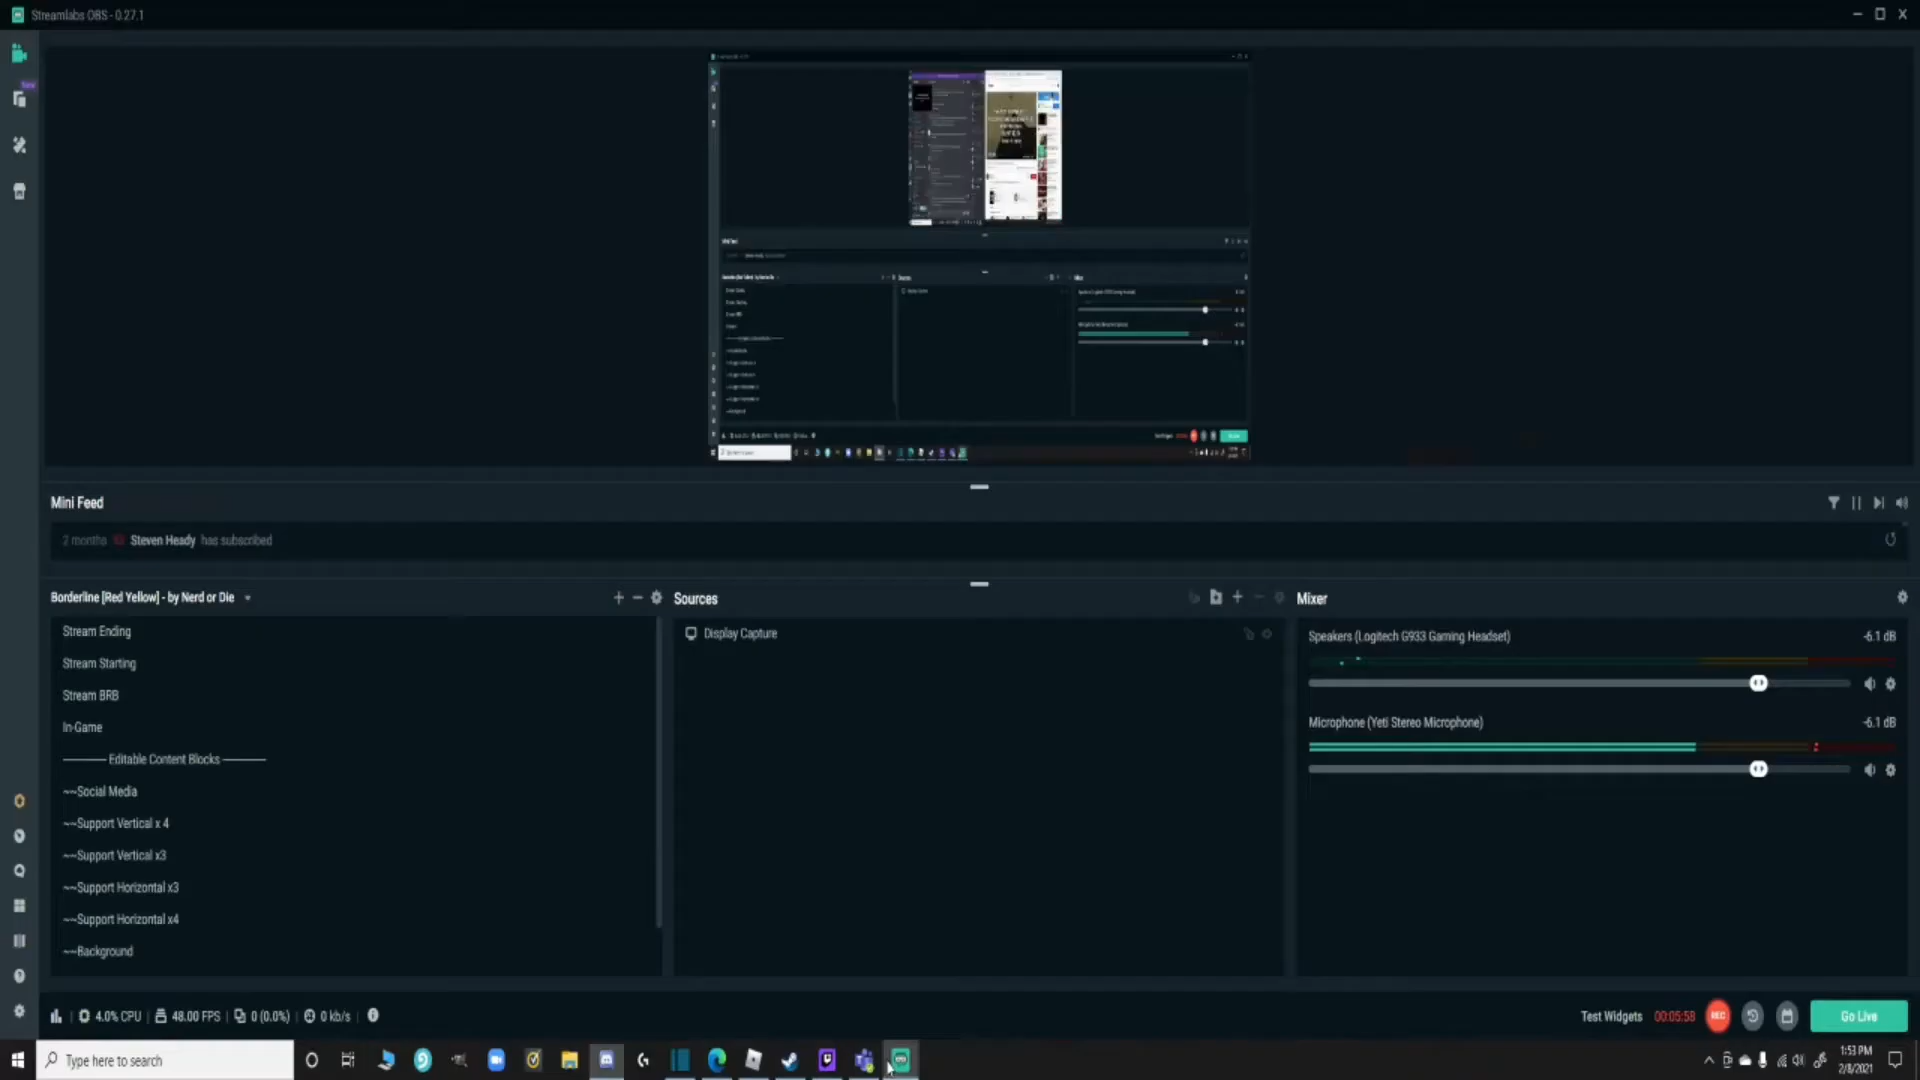 Streamlabs OBS - 0.27.1
Mini Feed
2 months Steven Heady has subscribed
Borderline [Red Yellow] - by Nerd or Die
Stream Ending
Stream Starting
Stream BRB
In-Game
———— Editable Content Blocks ————
~~Social Media
~~Support Vertical x 4
~~Support Vertical x3
~~Support Horizontal x3
~~Support Horizontal x4
~~Background
Sources
Display Capture
Mixer
Speakers (Logitech G933 Gaming Headset) -6.1 dB
Microphone (Yeti Stereo Microphone) -6.1 dB
4.0% CPU 48.00 FPS 0 (0.0%) 0 kb/s
Test Widgets 00:05:58 REC Go Live
Type here to search
1:53 PM
2/8/2021